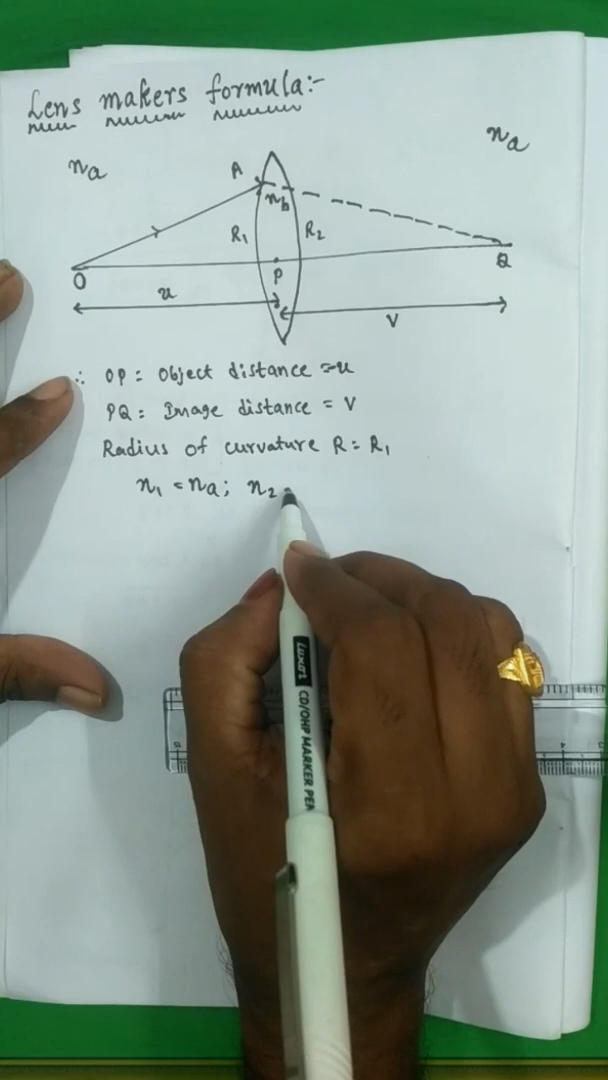 Lens makers formula:-
na
na
A
nb
R1
R2
O
P
Q
u
v
∴ OP = Object distance = -u
PQ = Image distance = v
Radius of curvature R = R1
n1 = na; n2
Luxor CD/OHP MARKER PEN